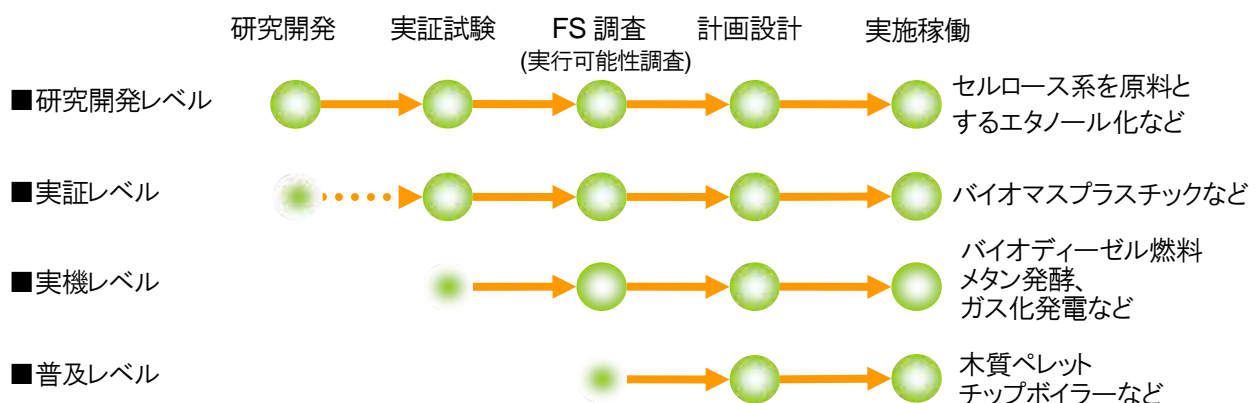 研究開発 実証試験 FS 調査 計画設計 実施稼働
(実行可能性調査)
■研究開発レベル
セルロース系を原料と
するエタノール化など
■実証レベル
バイオマスプラスチックなど
■実機レベル
バイオディーゼル燃料
メタン発酵、
ガス化発電など
■普及レベル
木質ペレット
チップボイラーなど